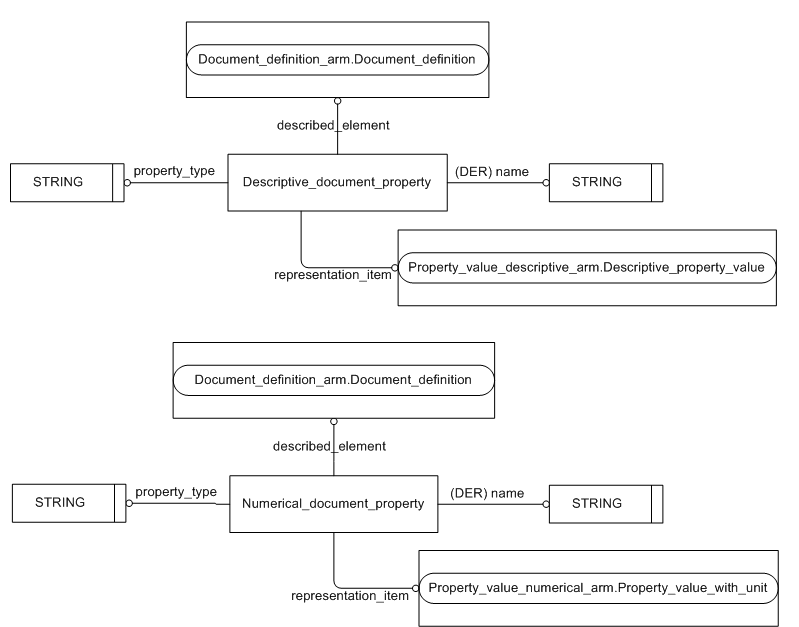 Document_definition_arm.Document_definition
described_element
STRING
property_type
Descriptive_document_property
(DER) name
STRING
Property_value_descriptive_arm.Descriptive_property_value
representation_item
Document_definition_arm.Document_definition
described_element
STRING
property_type
Numerical_document_property
(DER) name
STRING
Property_value_numerical_arm.Property_value_with_unit
representation_item